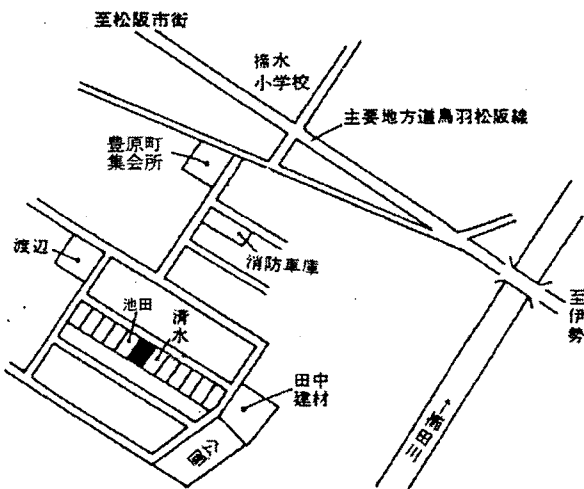 至松阪市街
揥水
小学校
主要地方道鳥羽松阪線
豊原町
集会所
渡辺
消防車庫
池田
清水
至伊勢
田中
建材
公園
←櫛田川